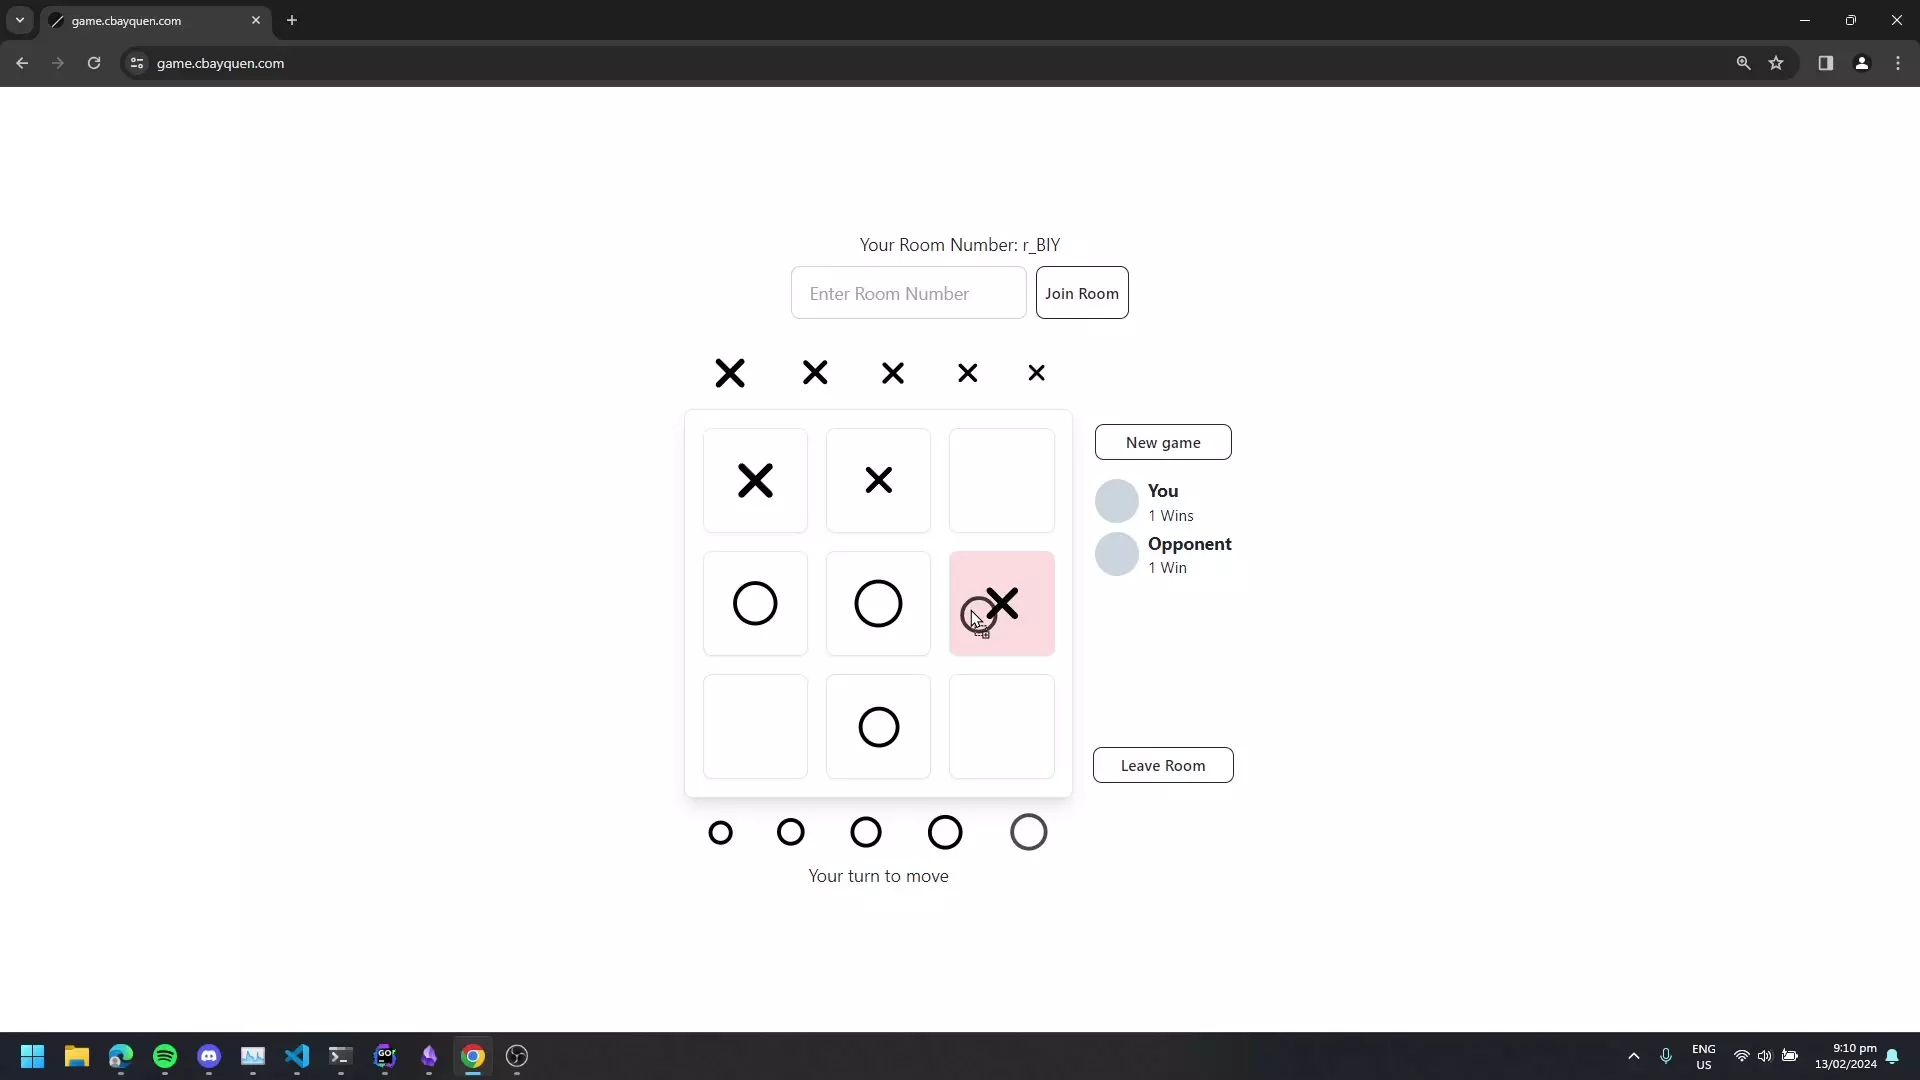 game.cbayquen.com
game.cbayquen.com
Your Room Number: r_BIY
Enter Room Number
Join Room
New game
You
1 Wins
Opponent
1 Win
Leave Room
Your turn to move
GO
ENG
US
9:10 pm
13/02/2024